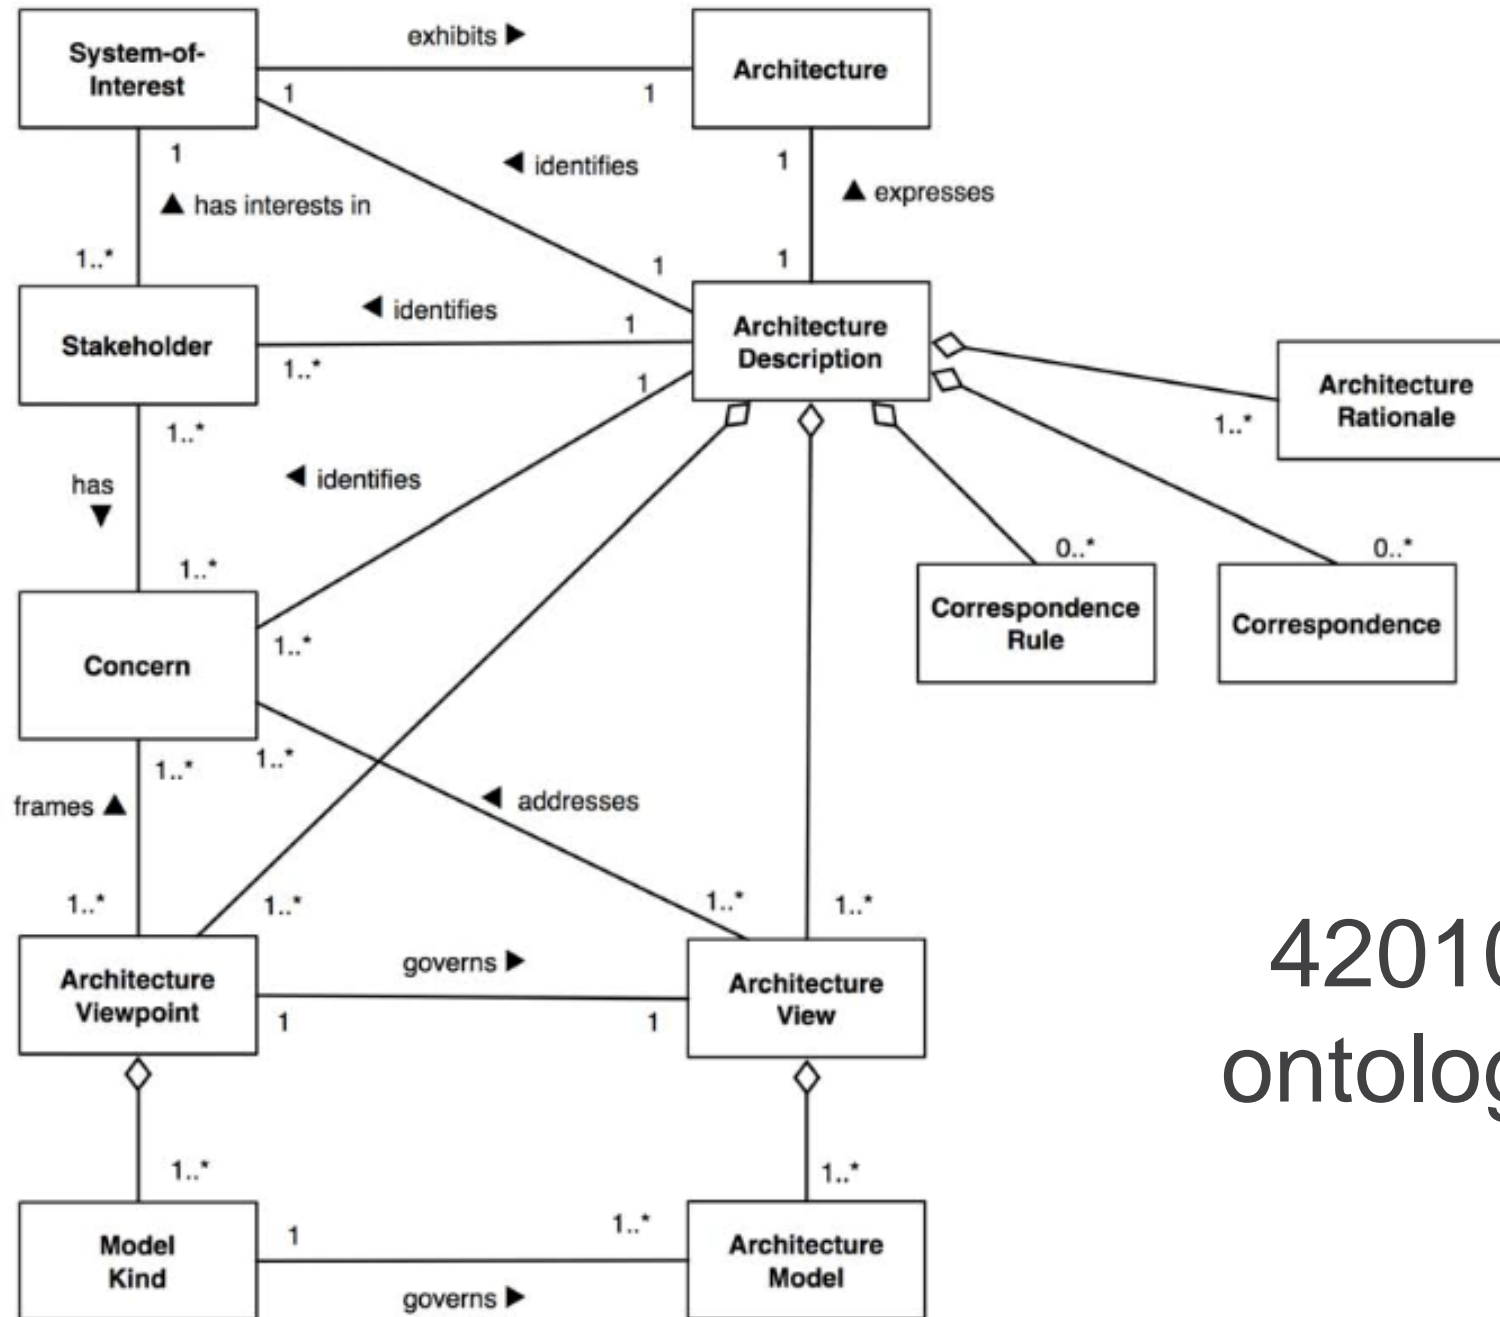 System-of-
Interest
exhibits ▶
Architecture
1
1
1
◀ identifies
1
▲ expresses
▲ has interests in
1..*
1
1
Stakeholder
◀ identifies
1
1..*
Architecture
Description
1
Architecture
Rationale
1..*
1..*
has
▼
◀ identifies
1..*
1..*
0..*
0..*
Concern
Correspondence
Rule
Correspondence
1..*
1..*
frames ▲
◀ addresses
1..*
1..*
1..*
1..*
Architecture
Viewpoint
governs ▶
1
1
Architecture
View
42010
ontolog
1..*
1..*
Model
Kind
1
1..*
governs ▶
Architecture
Model